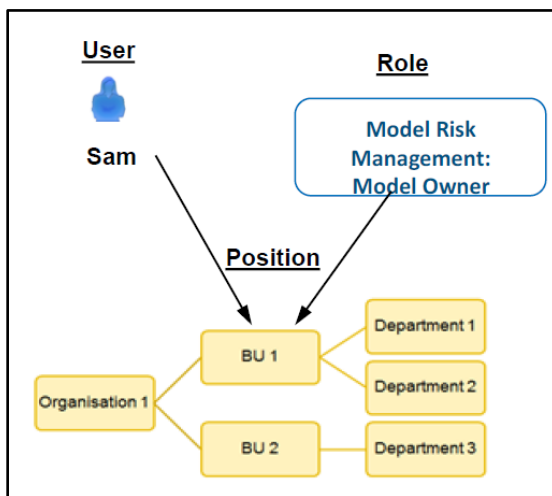 User
Role
Sam
Model Risk
Management:
Model Owner
Position
Department 1
BU 1
Department 2
Organisation 1
BU 2
Department 3